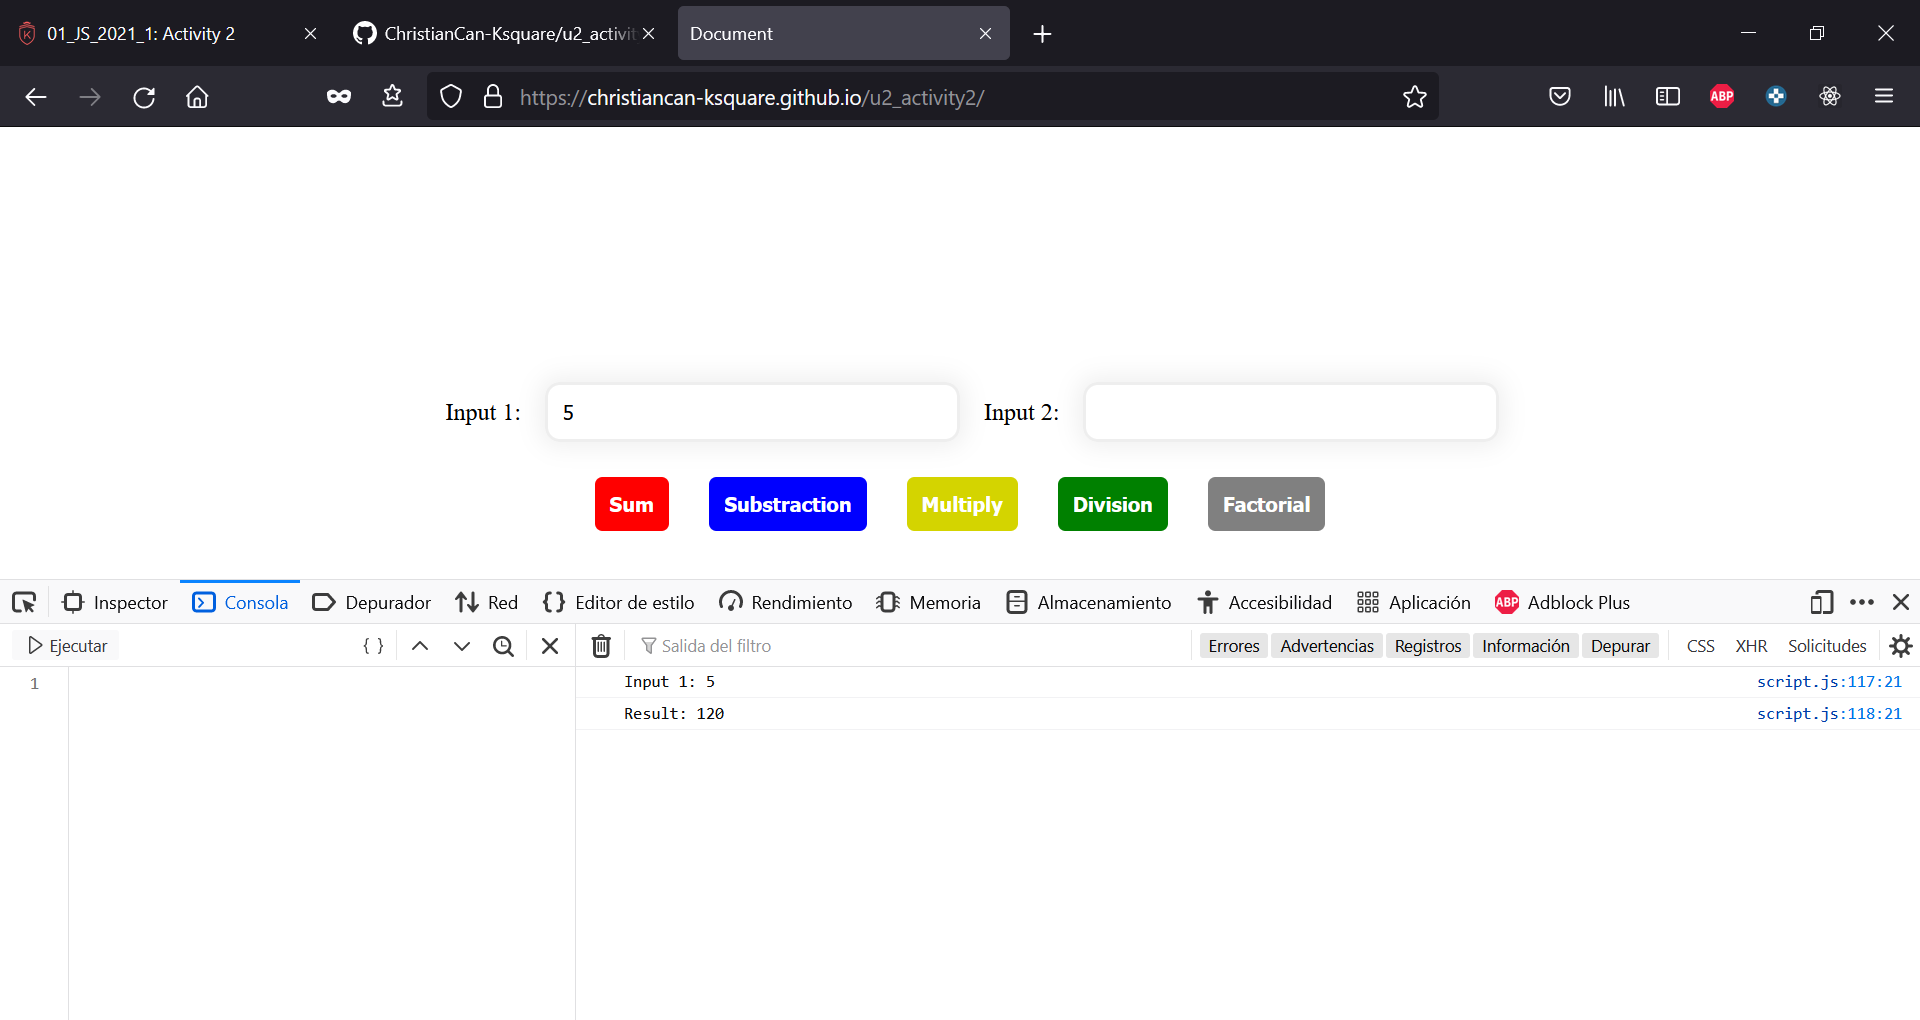 01_JS_2021_1: Activity 2
ChristianCan-Ksquare/u2_activit
Document
https://christiancan-ksquare.github.io/u2_activity2/
ABP
Input 1: 5 Input 2:
Sum Substraction Multiply Division Factorial
Inspector Consola Depurador Red Editor de estilo Rendimiento Memoria Almacenamiento Accesibilidad Aplicación ABP Adblock Plus
Ejecutar { } Salida del filtro Errores Advertencias Registros Información Depurar CSS XHR Solicitudes
1
Input 1: 5 script.js:117:21
Result: 120 script.js:118:21